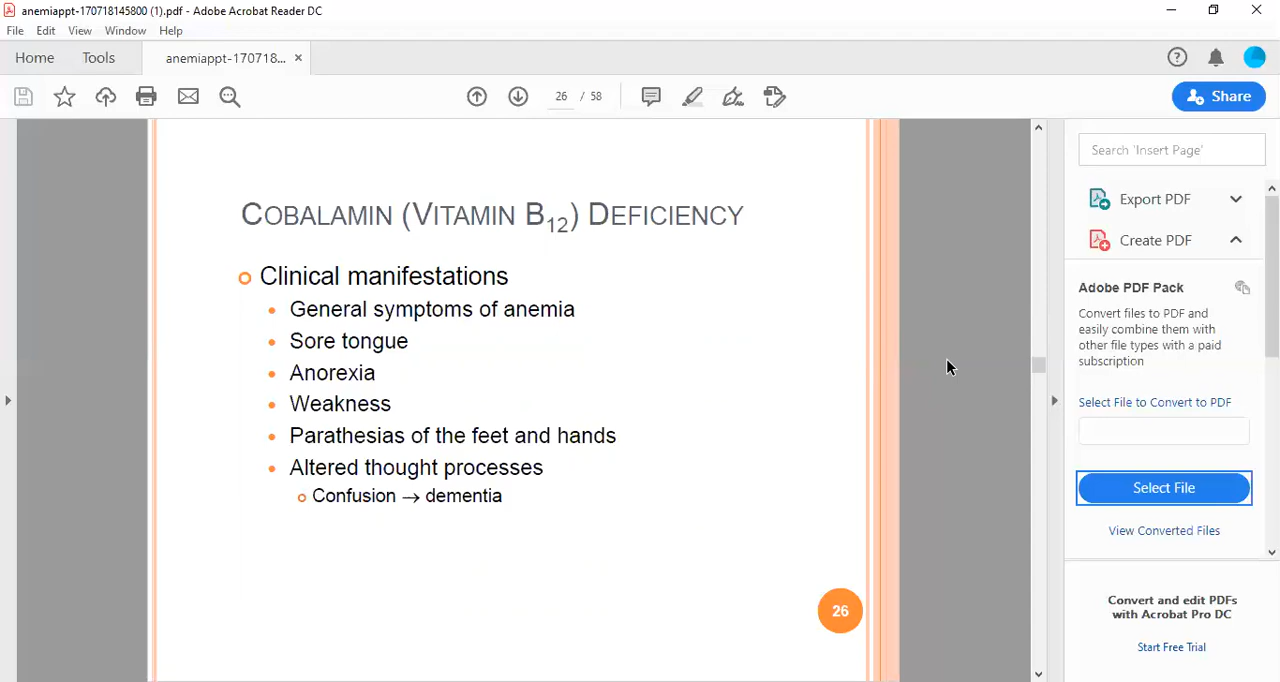 anemiappt-170718145800 (1).pdf - Adobe Acrobat Reader DC
File Edit View Window Help
Home Tools anemiappt-170718... ×
26 / 58
Share
COBALAMIN (VITAMIN B12) DEFICIENCY
Clinical manifestations
General symptoms of anemia
Sore tongue
Anorexia
Weakness
Parathesias of the feet and hands
Altered thought processes
Confusion → dementia
26
Search 'Insert Page'
Export PDF
Create PDF
Adobe PDF Pack
Convert files to PDF and
easily combine them with
other file types with a paid
subscription
Select File to Convert to PDF
Select File
View Converted Files
Convert and edit PDFs
with Acrobat Pro DC
Start Free Trial